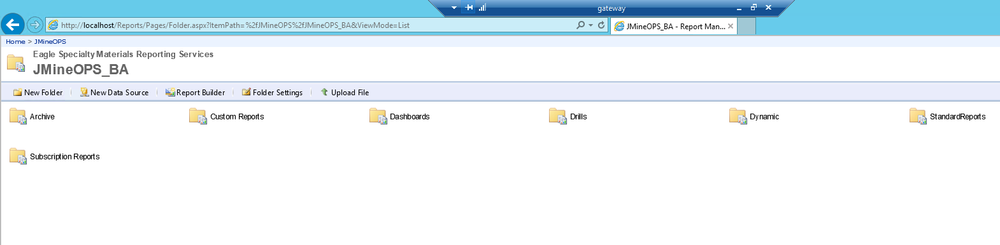 gateway
http://localhost/Reports/Pages/Folder.aspx?ItemPath=%2fJMineOPS%2fJMineOPS_BA&ViewMode=List
JMineOPS_BA - Report Man...
Home > JMineOPS
Eagle Specialty Materials Reporting Services
JMineOPS_BA
New Folder | New Data Source | Report Builder | Folder Settings | Upload File
Archive Custom Reports Dashboards Drills Dynamic StandardReports
Subscription Reports